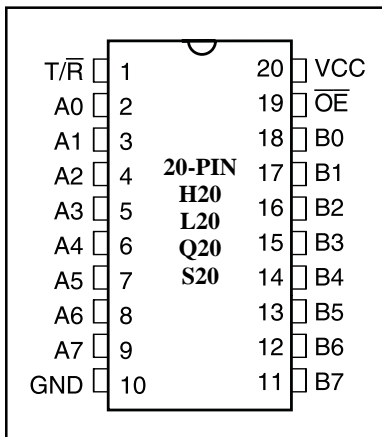 T/R̅ 1 20 VCC
A0 2 19 O̅E̅
A1 3 18 B0
A2 4 20-PIN 17 B1
A3 5 H20 16 B2
A4 6 L20 15 B3
A5 7 Q20 14 B4
A6 8 S20 13 B5
A7 9 12 B6
GND 10 11 B7